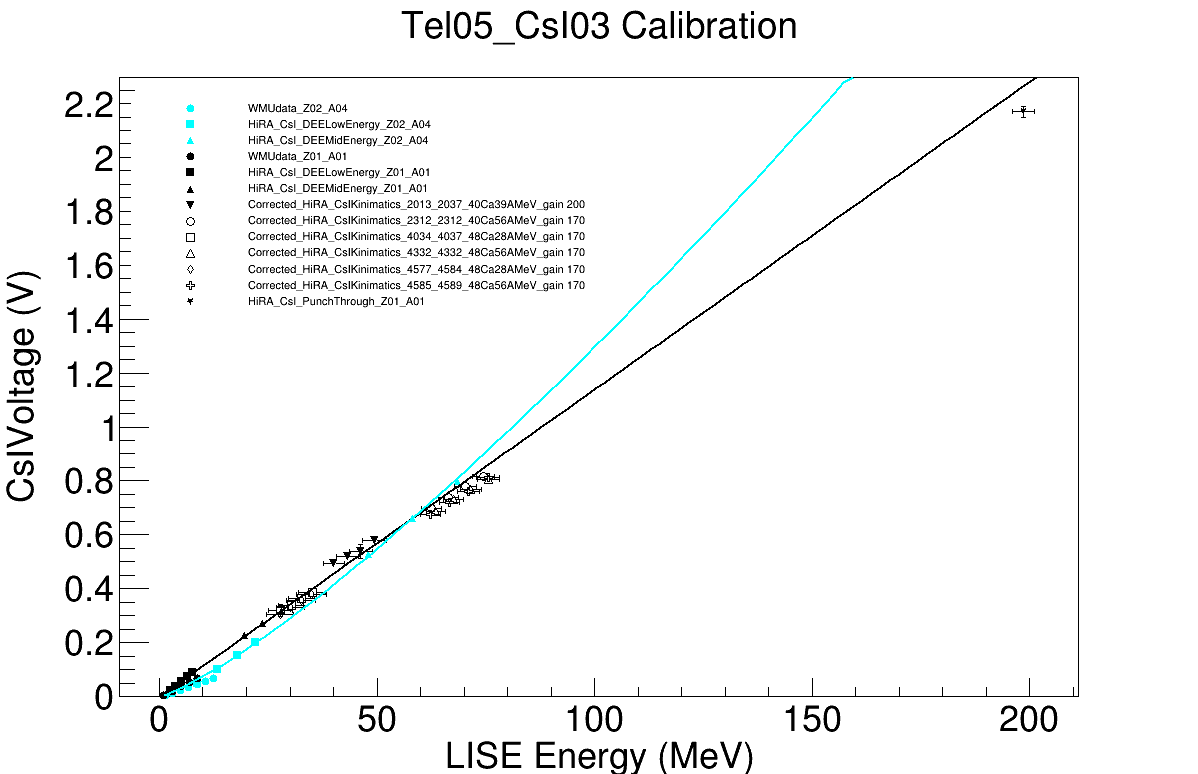 Tel05_CsI03 Calibration
WMUdata_Z02_A04
HiRA_CsI_DEELowEnergy_Z02_A04
HiRA_CsI_DEEMidEnergy_Z02_A04
WMUdata_Z01_A01
HiRA_CsI_DEELowEnergy_Z01_A01
HiRA_CsI_DEEMidEnergy_Z01_A01
Corrected_HiRA_CsIKinimatics_2013_2037_40Ca39AMeV_gain 200
Corrected_HiRA_CsIKinimatics_2312_2312_40Ca56AMeV_gain 170
Corrected_HiRA_CsIKinimatics_4034_4037_48Ca28AMeV_gain 170
Corrected_HiRA_CsIKinimatics_4332_4332_48Ca56AMeV_gain 170
Corrected_HiRA_CsIKinimatics_4577_4584_48Ca28AMeV_gain 170
Corrected_HiRA_CsIKinimatics_4585_4589_48Ca56AMeV_gain 170
HiRA_CsI_PunchThrough_Z01_A01
CsIVoltage (V)
2.2
2
1.8
1.6
1.4
1.2
1
0.8
0.6
0.4
0.2
0
0 50 100 150 200
LISE Energy (MeV)